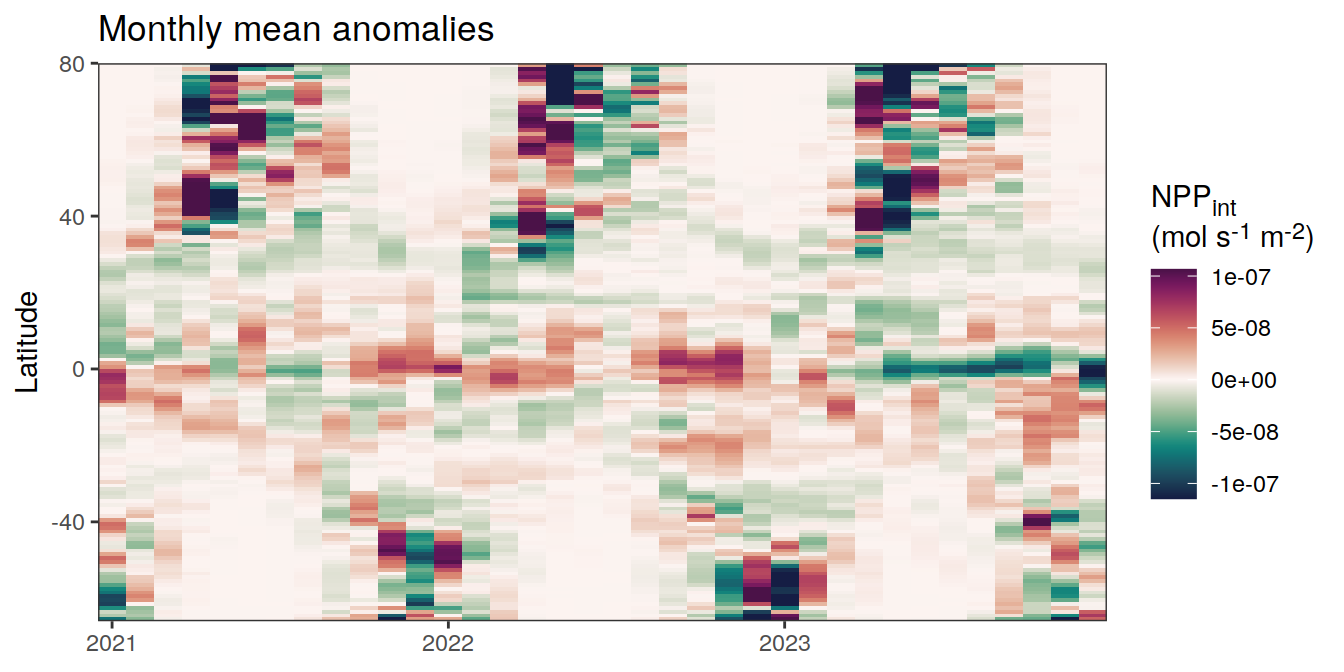 Monthly mean anomalies
Latitude
80
40
0
-40
2021
2022
2023
NPPint
(mol s-1 m-2)
1e-07
5e-08
0e+00
-5e-08
-1e-07